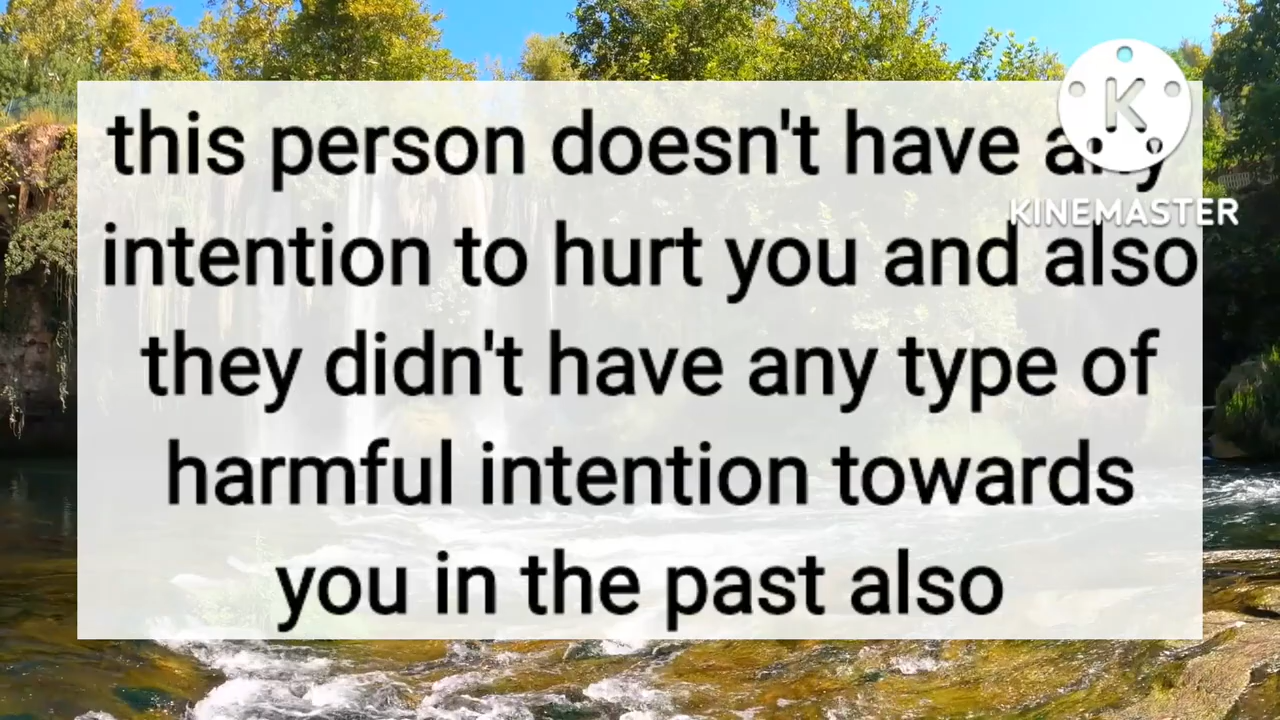 this person doesn't have any
KINEMASTER
intention to hurt you and also
they didn't have any type of
harmful intention towards
you in the past also